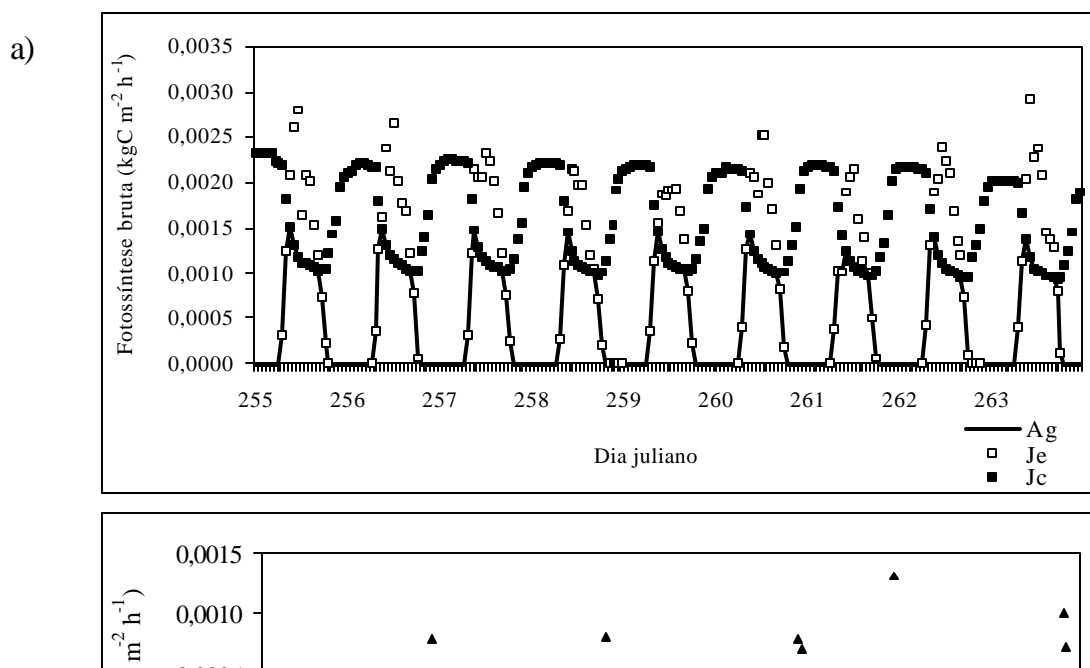 a)
Fotossíntese bruta (kgC m-2 h-1)
0,0035
0,0030
0,0025
0,0020
0,0015
0,0010
0,0005
0,0000
255 256 257 258 259 260 261 262 263
Dia juliano
Ag
Je
Jc
0,0015
0,0010
m-2 h-1)